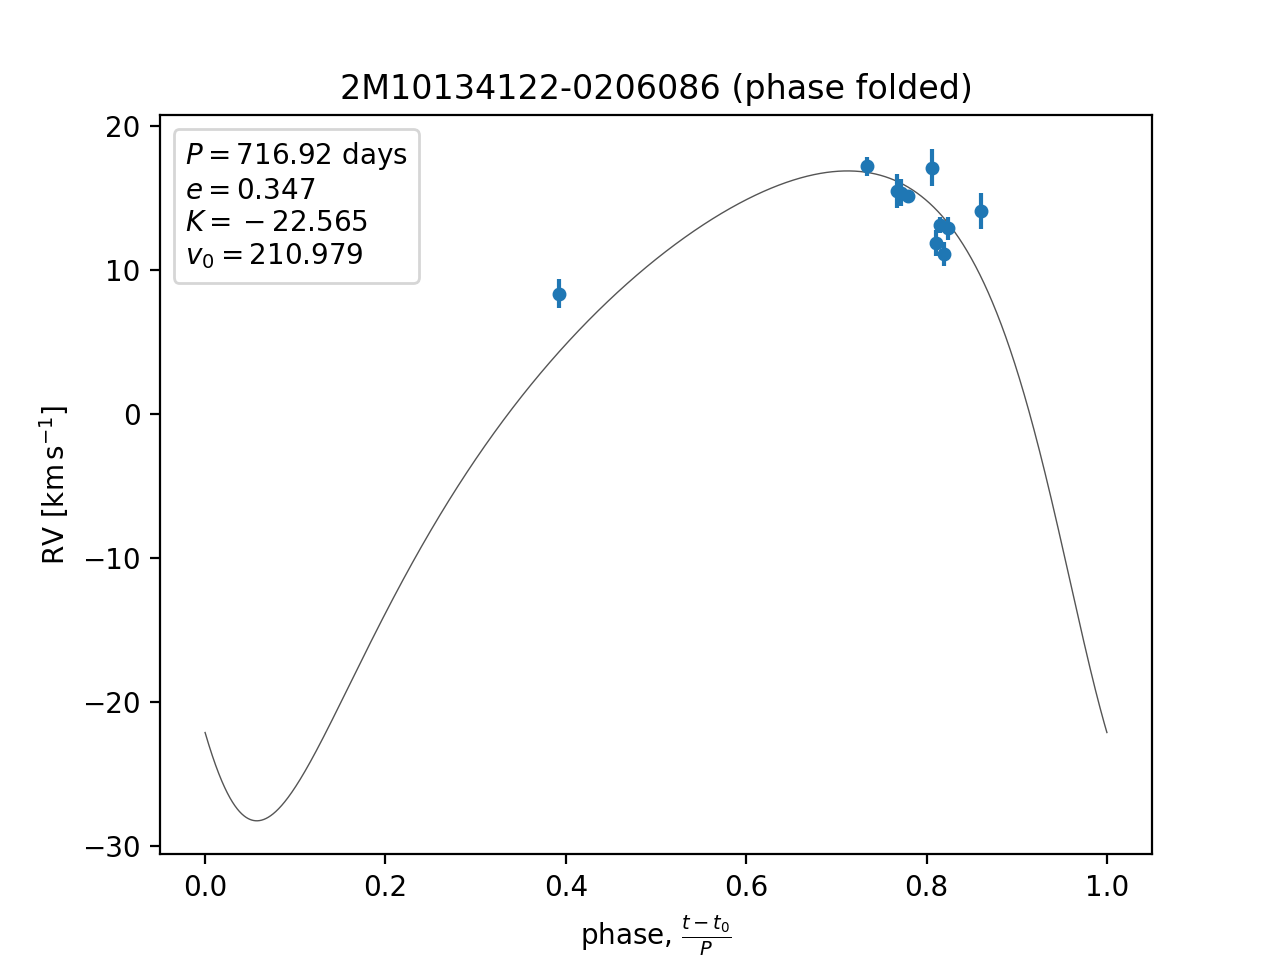 2M10134122-0206086 (phase folded)
P = 716.92 days
e = 0.347
K = −22.565
v₀ = 210.979
20
10
0
−10
−20
−30
RV [km s⁻¹]
0.0 0.2 0.4 0.6 0.8 1.0
phase, (t − t₀)/P